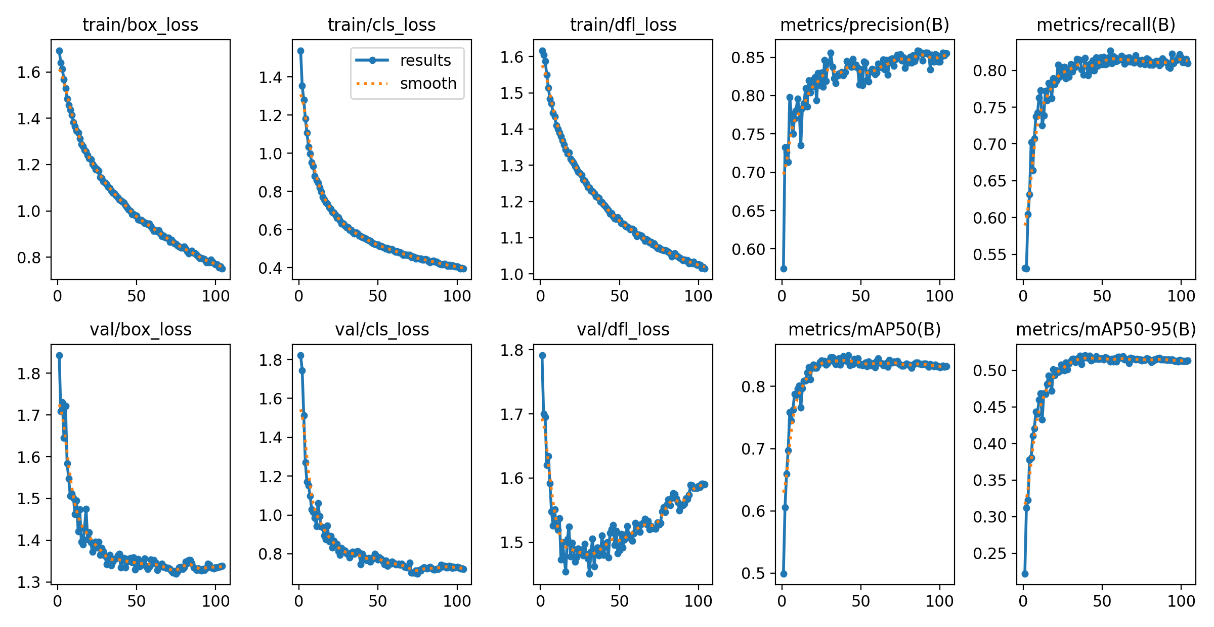 train/box_loss
train/cls_loss
train/dfl_loss
metrics/precision(B)
metrics/recall(B)
1.6
1.4
1.2
1.0
0.8
0 50 100
1.4
1.2
1.0
0.8
0.6
0.4
0 50 100
results
smooth
1.6
1.5
1.4
1.3
1.2
1.1
1.0
0 50 100
0.85
0.80
0.75
0.70
0.65
0.60
0 50 100
0.80
0.75
0.70
0.65
0.60
0.55
0 50 100
val/box_loss
val/cls_loss
val/dfl_loss
metrics/mAP50(B)
metrics/mAP50-95(B)
1.8
1.7
1.6
1.5
1.4
1.3
0 50 100
1.8
1.6
1.4
1.2
1.0
0.8
0 50 100
1.8
1.7
1.6
1.5
0 50 100
0.8
0.7
0.6
0.5
0 50 100
0.50
0.45
0.40
0.35
0.30
0.25
0 50 100